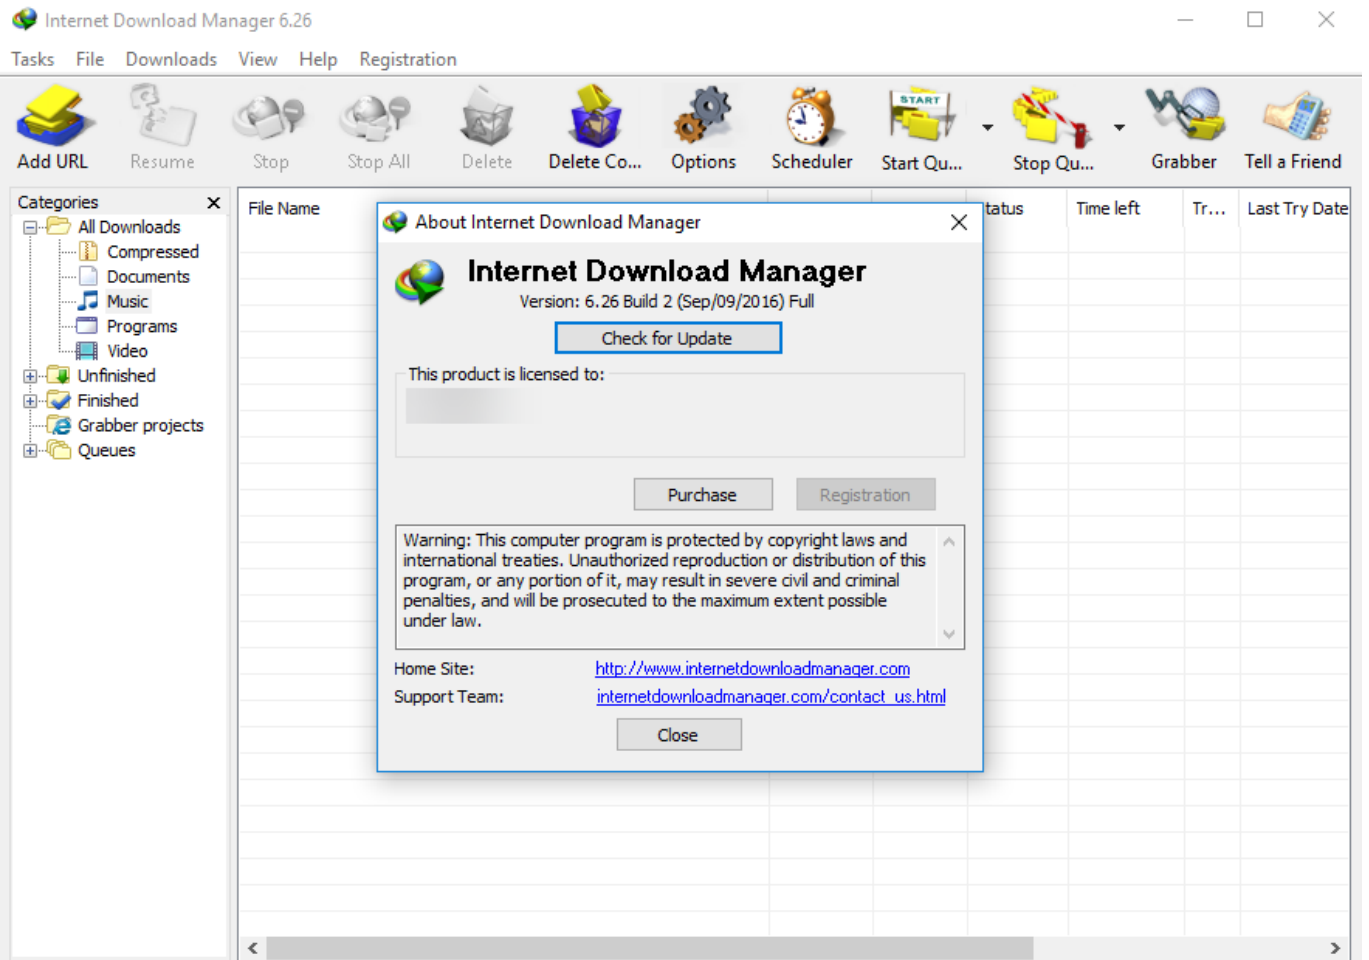 Internet Download Manager 6.26
Tasks File Downloads View Help Registration
START
Add URL Resume Stop Stop All Delete Delete Co... Options Scheduler Start Qu... Stop Qu... Grabber Tell a Friend
Categories
All Downloads
Compressed
Documents
Music
Programs
Video
Unfinished
Finished
Grabber projects
Queues
File Name tatus Time left Tr... Last Try Date
About Internet Download Manager
Internet Download Manager
Version: 6.26 Build 2 (Sep/09/2016) Full
Check for Update
This product is licensed to:
Purchase Registration
Warning: This computer program is protected by copyright laws and
international treaties. Unauthorized reproduction or distribution of this
program, or any portion of it, may result in severe civil and criminal
penalties, and will be prosecuted to the maximum extent possible
under law.
Home Site: http://www.internetdownloadmanager.com
Support Team: internetdownloadmanager.com/contact_us.html
Close